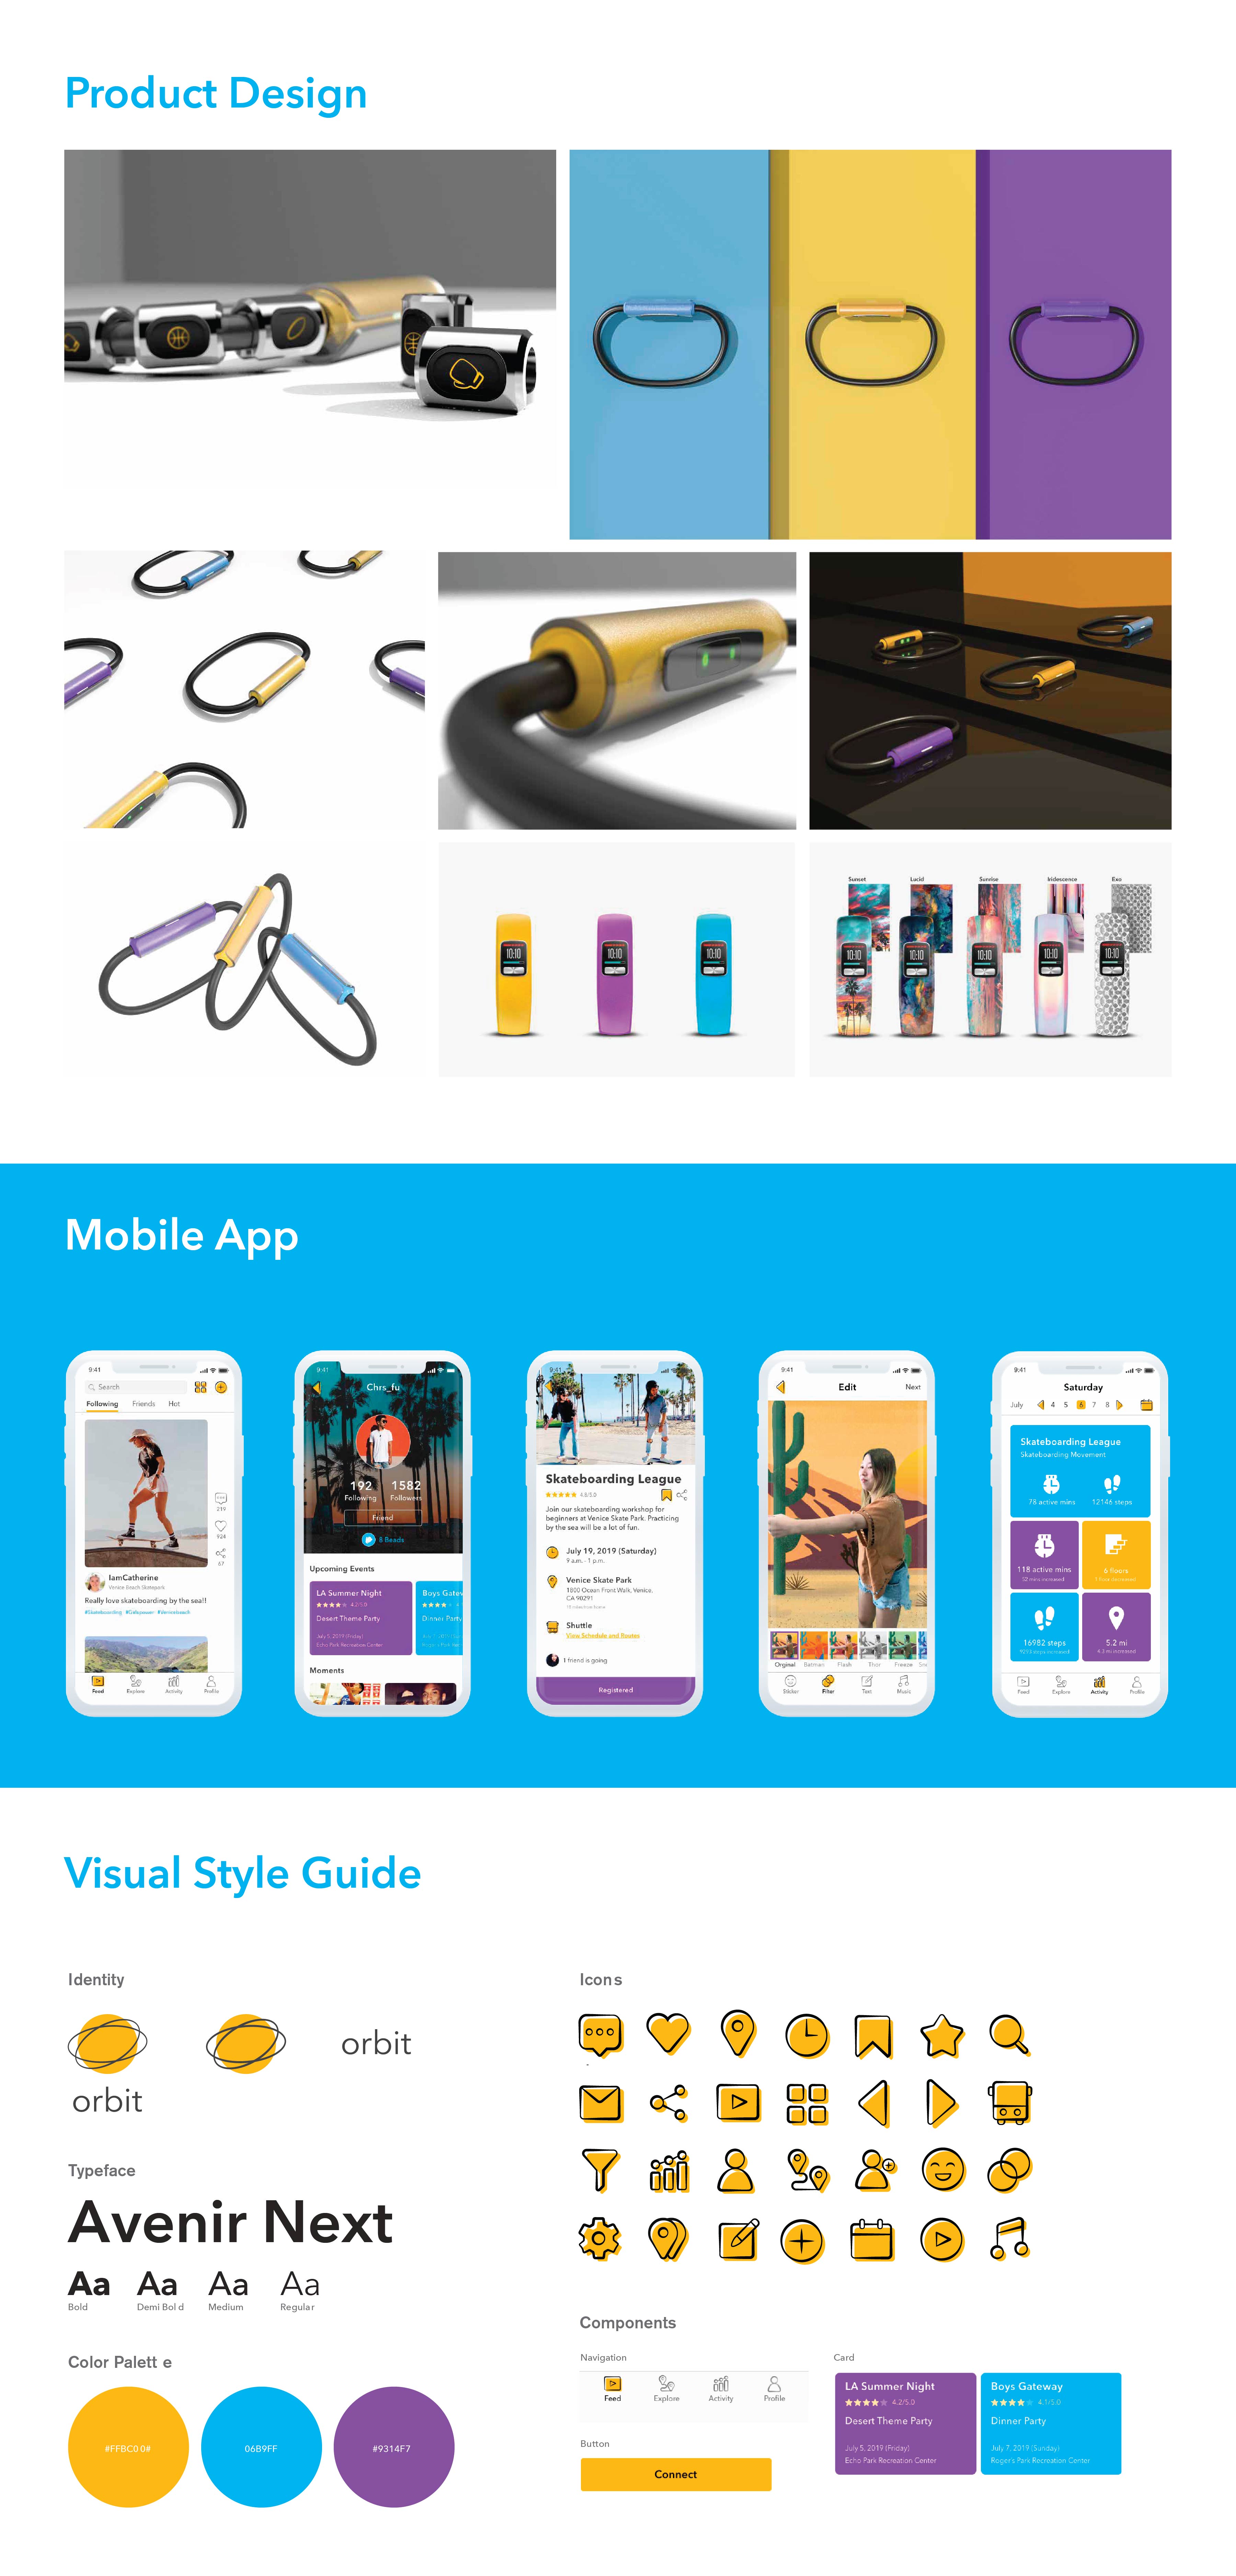 Product Design
Sunset
Lucid
Sunrise
Iridescence
Exo
10:10
10:10
10:10
10:10
10:10
10:10
10:10
10:10
Mobile App
9:41
Search
Following
Friends
Hot
219
924
67
IamCatherine
Venice Beach Skatepark
Really love skateboarding by the sea!!
#Skateboarding
Feed
Explore
Activity
Profile
9:41
Chrs_fu
192
1582
Following
Followers
Friend
8 Beads
Upcoming Events
LA Summer Night
4.2/5.0
Desert Theme Party
July 5, 2019 (Friday)
Echo Park Recreation Center
Boys Gatew
Dinner Party
Moments
9:41
Skateboarding League
4.8/5.0
Join our skateboarding workshop for
beginners at Venice Skate Park. Practicing
by the sea will be a lot of fun.
July 19, 2019 (Saturday)
9 a.m. - 1 p.m.
Venice Skate Park
1800 Ocean Front Walk, Venice,
CA 90291
Shuttle
View Schedule and Routes
1 friend is going
Registered
9:41
Edit
Next
Orginal
Batman
Flash
Thor
Freeze
Sticker
Filter
Text
Music
9:41
Saturday
July
4 5 6 7 8
Skateboarding League
Skateboarding Movement
78 active mins
12146 steps
118 active mins
6 floors
16982 steps
5.2 mi
Feed
Explore
Activity
Profile
Visual Style Guide
Identity
orbit
orbit
Typeface
Avenir Next
Aa
Aa
Aa
Aa
Bold
Demi Bol d
Medium
Regular
Color Palett e
#FFBC0 0#
06B9FF
#9314F7
Icons
Components
Navigation
Feed
Explore
Activity
Profile
Button
Connect
Card
LA Summer Night
4.2/5.0
Desert Theme Party
July 5, 2019 (Friday)
Echo Park Recreation Center
Boys Gateway
4.1/5.0
Dinner Party
July 7, 2019 (Sunday)
Roger's Park Recreation Center